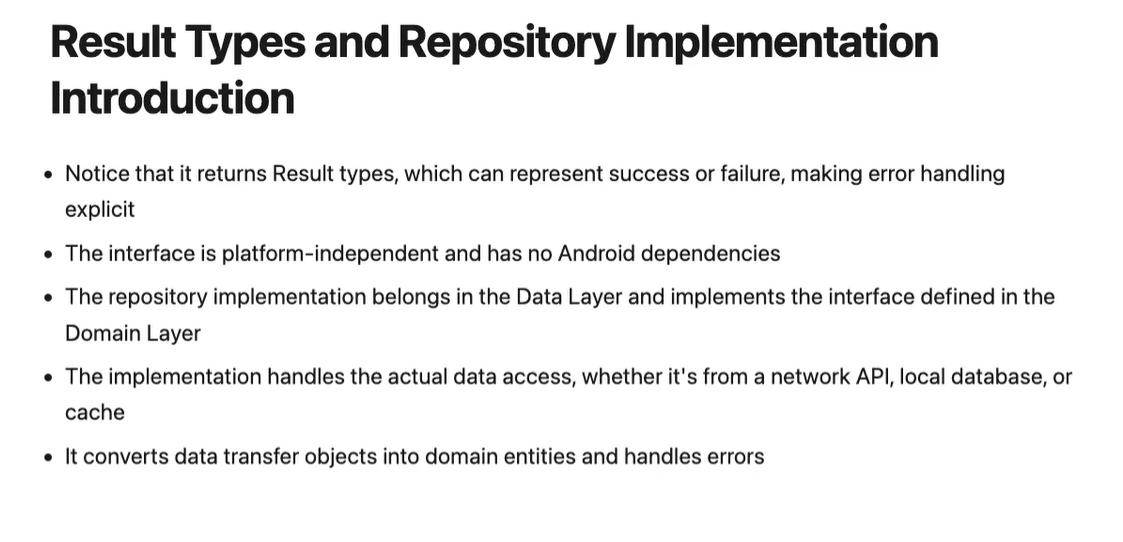 Result Types and Repository Implementation
Introduction
• Notice that it returns Result types, which can represent success or failure, making error handling
explicit
• The interface is platform-independent and has no Android dependencies
• The repository implementation belongs in the Data Layer and implements the interface defined in the
Domain Layer
• The implementation handles the actual data access, whether it's from a network API, local database, or
cache
• It converts data transfer objects into domain entities and handles errors